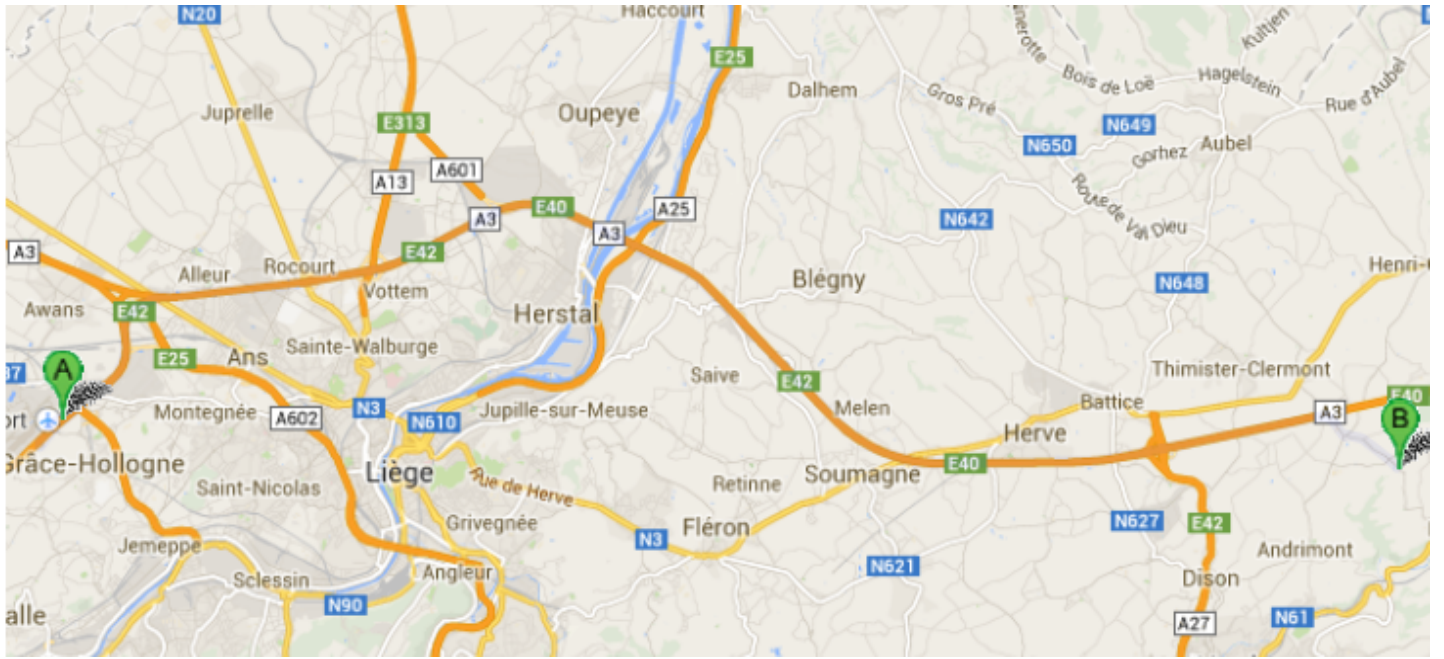 N20
Haccourt
E25
Kultjen
Bois de Loë
Hagelstein
Rue d'Aubel
Juprelle
Oupeye
Dalhem
Gros Pré
E313
N649
N650
Aubel
Gorhez
A601
A13
Route de Val Dieu
A3
E40
A25
N642
A3
A3
E42
Alleur
Rocourt
Blégny
N648
Vottem
Awans
E42
Herstal
Thimister-Clermont
Sainte-Walburge
E25
Ans
A
Saive
E42
Melen
Battice
E40
A3
B
Montegnée
A602
N3
N610
Jupille-sur-Meuse
Herve
Grâce-Hollogne
Liège
Rue de Herve
Soumagne
E40
Saint-Nicolas
Retinne
Grivegnée
Fléron
N627
E42
Jemeppe
N3
Andrimont
Sclessin
Angleur
N621
Dison
N90
A27
N61